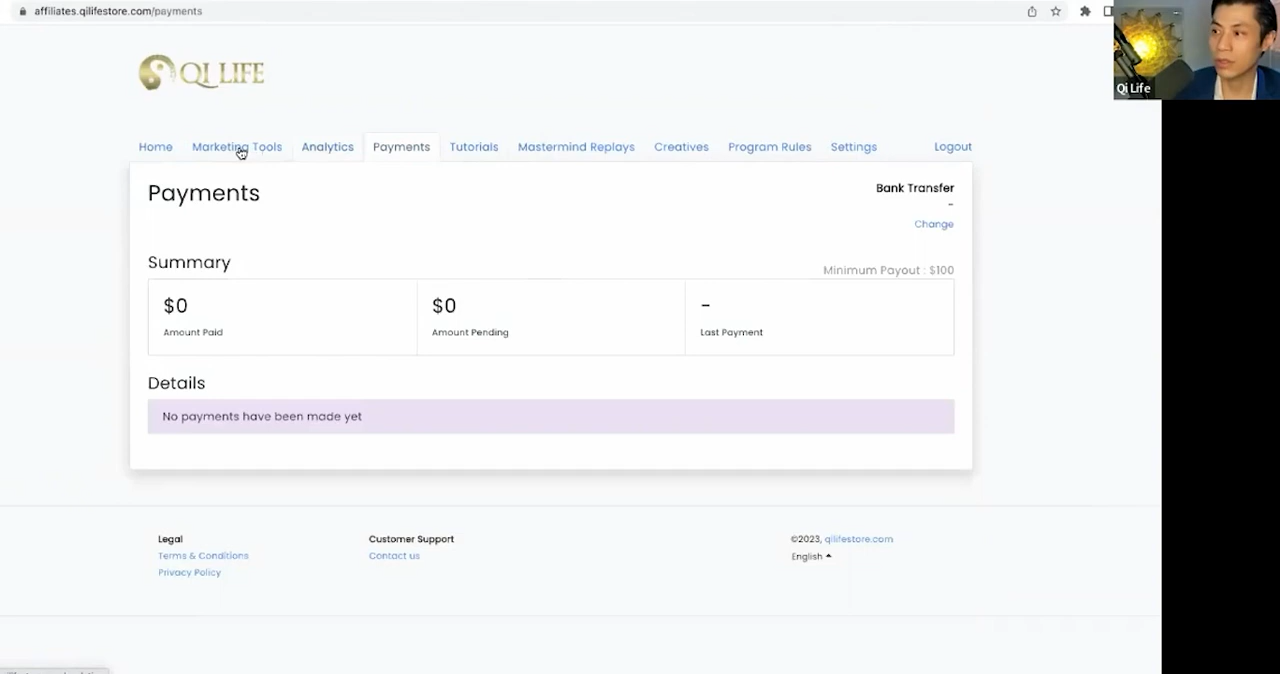 affiliates.qilifestore.com/payments
Qi Life
QI LIFE
Home Marketing Tools Analytics Payments Tutorials Mastermind Replays Creatives Program Rules Settings Logout
Payments
Bank Transfer
-
Change
Summary
Minimum Payout : $100
$0 $0 -
Amount Paid Amount Pending Last Payment
Details
No payments have been made yet
Legal Customer Support ©2023, qilifestore.com
Terms & Conditions Contact us English
Privacy Policy